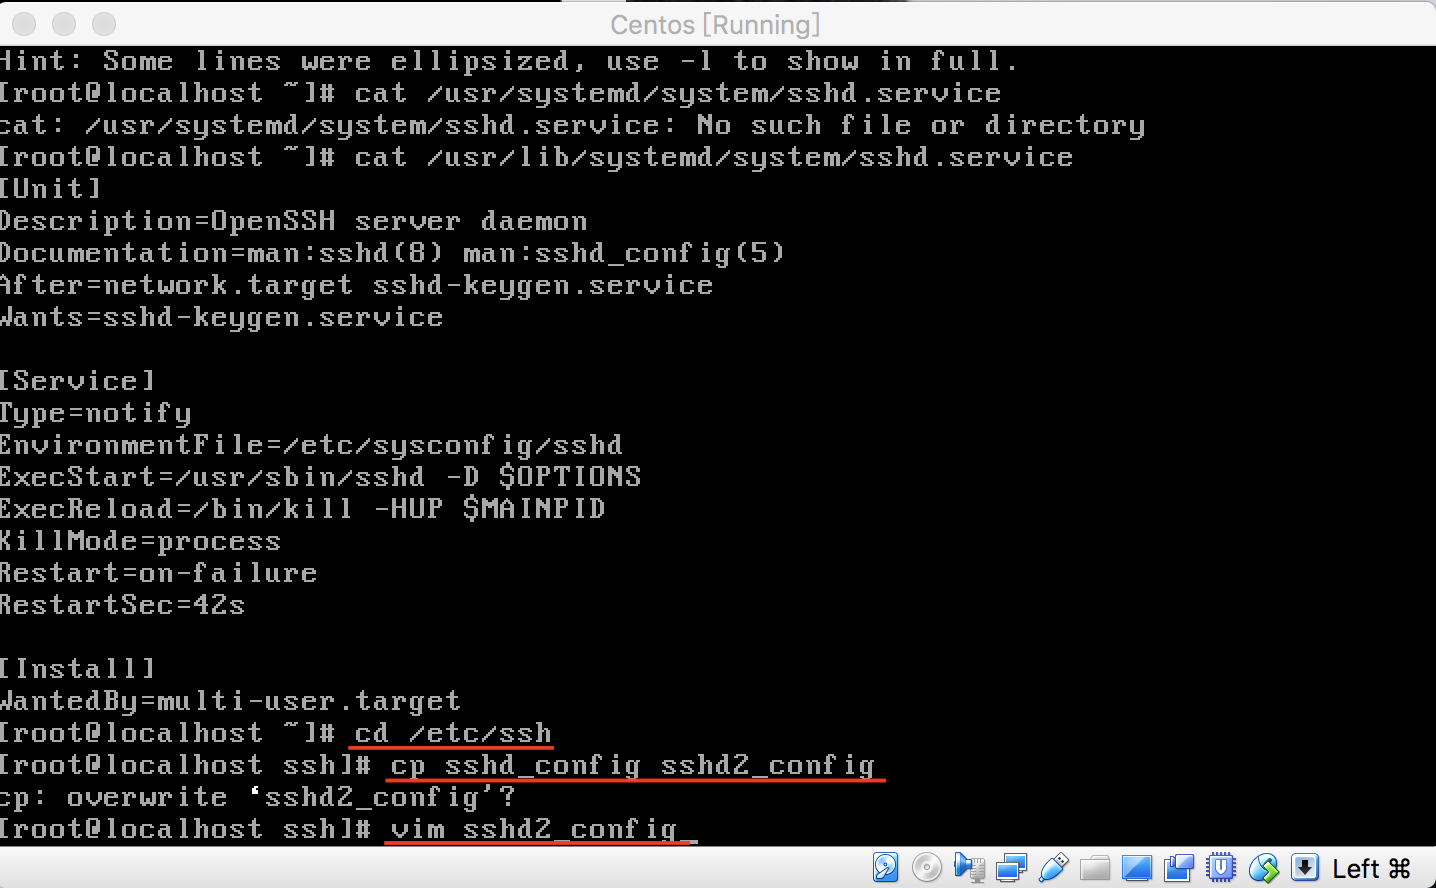 Centos [Running]
Hint: Some lines were ellipsized, use -l to show in full.
[root@localhost ~]# cat /usr/systemd/system/sshd.service
cat: /usr/systemd/system/sshd.service: No such file or directory
[root@localhost ~]# cat /usr/lib/systemd/system/sshd.service
[Unit]
Description=OpenSSH server daemon
Documentation=man:sshd(8) man:sshd_config(5)
After=network.target sshd-keygen.service
Wants=sshd-keygen.service
[Service]
Type=notify
EnvironmentFile=/etc/sysconfig/sshd
ExecStart=/usr/sbin/sshd -D $OPTIONS
ExecReload=/bin/kill -HUP $MAINPID
KillMode=process
Restart=on-failure
RestartSec=42s
[Install]
WantedBy=multi-user.target
[root@localhost ~]# cd /etc/ssh
[root@localhost ssh]# cp sshd_config sshd2_config
cp: overwrite ‘sshd2_config’?
[root@localhost ssh]# vim sshd2_config_
Left ⌘